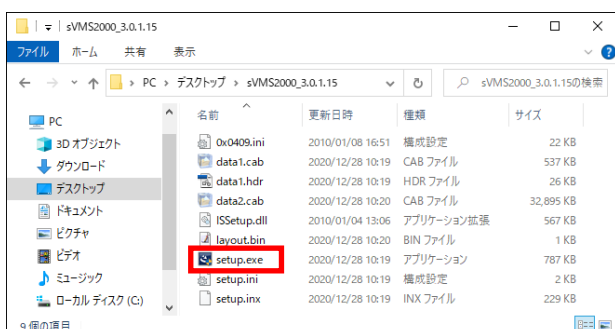 sVMS2000_3.0.1.15
ファイル ホーム 共有 表示
PC › デスクトップ › sVMS2000_3.0.1.15
sVMS2000_3.0.1.15の検索
PC
3D オブジェクト
ダウンロード
デスクトップ
ドキュメント
ピクチャ
ビデオ
ミュージック
ローカル ディスク (C:)
名前 更新日時 種類 サイズ
0x0409.ini 2010/01/08 16:51 構成設定 22 KB
data1.cab 2020/12/28 10:19 CAB ファイル 537 KB
data1.hdr 2020/12/28 10:19 HDR ファイル 26 KB
data2.cab 2020/12/28 10:20 CAB ファイル 32,895 KB
ISSetup.dll 2010/01/04 13:06 アプリケーション拡張 567 KB
layout.bin 2020/12/28 10:20 BIN ファイル 1 KB
setup.exe 2020/12/28 10:19 アプリケーション 787 KB
setup.ini 2020/12/28 10:19 構成設定 2 KB
setup.inx 2020/12/28 10:19 INX ファイル 229 KB
9 個の項目